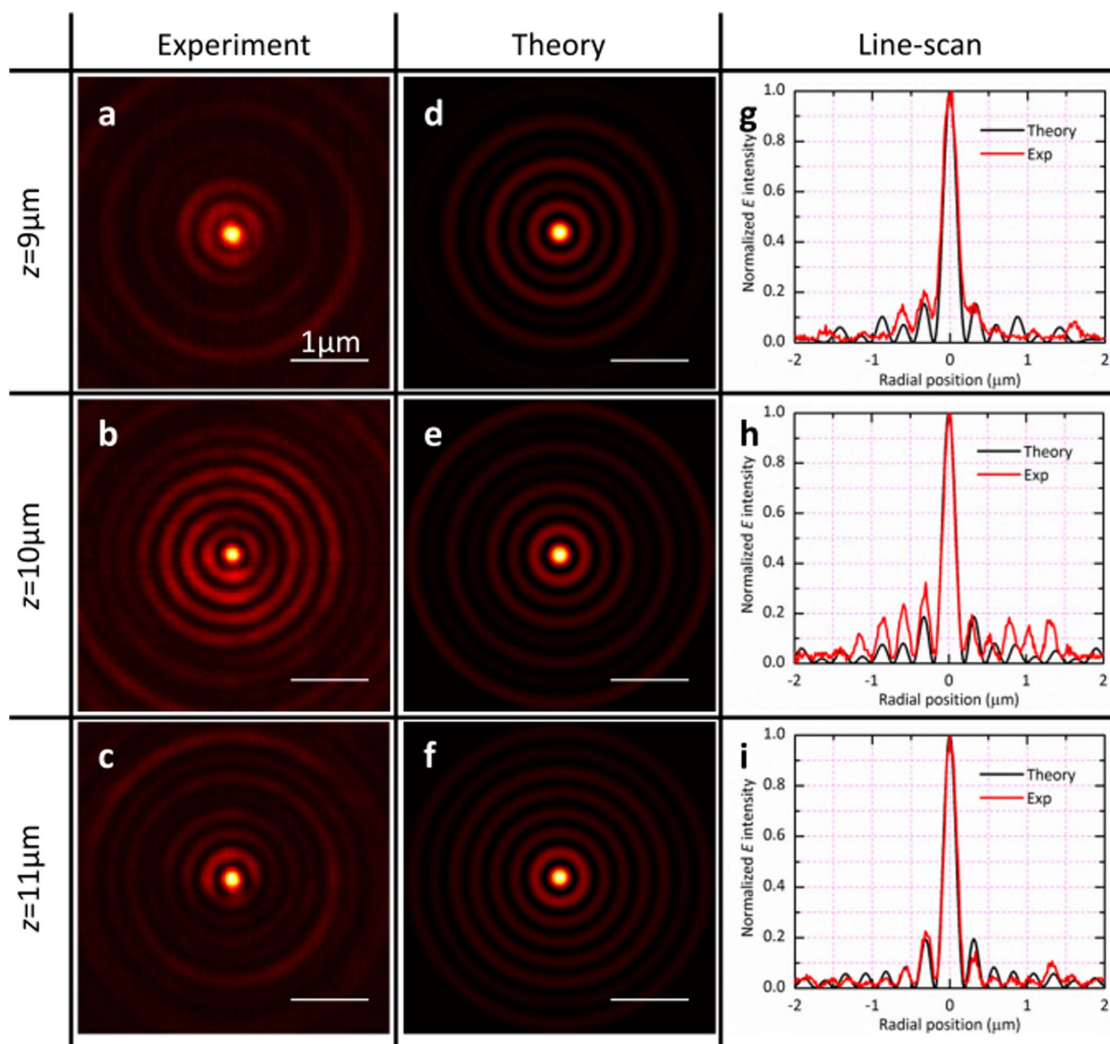 Experiment Theory Line-scan
z=9μm
a
1μm
d
g
1.0
0.8
0.6
0.4
0.2
0.0
Normalized E intensity
Theory
Exp
-2 -1 0 1 2
Radial position (μm)
z=10μm
b
e
h
1.0
0.8
0.6
0.4
0.2
0.0
Normalized E intensity
Theory
Exp
-2 -1 0 1 2
Radial position (μm)
z=11μm
c
f
i
1.0
0.8
0.6
0.4
0.2
0.0
Normalized E intensity
Theory
Exp
-2 -1 0 1 2
Radial position (μm)